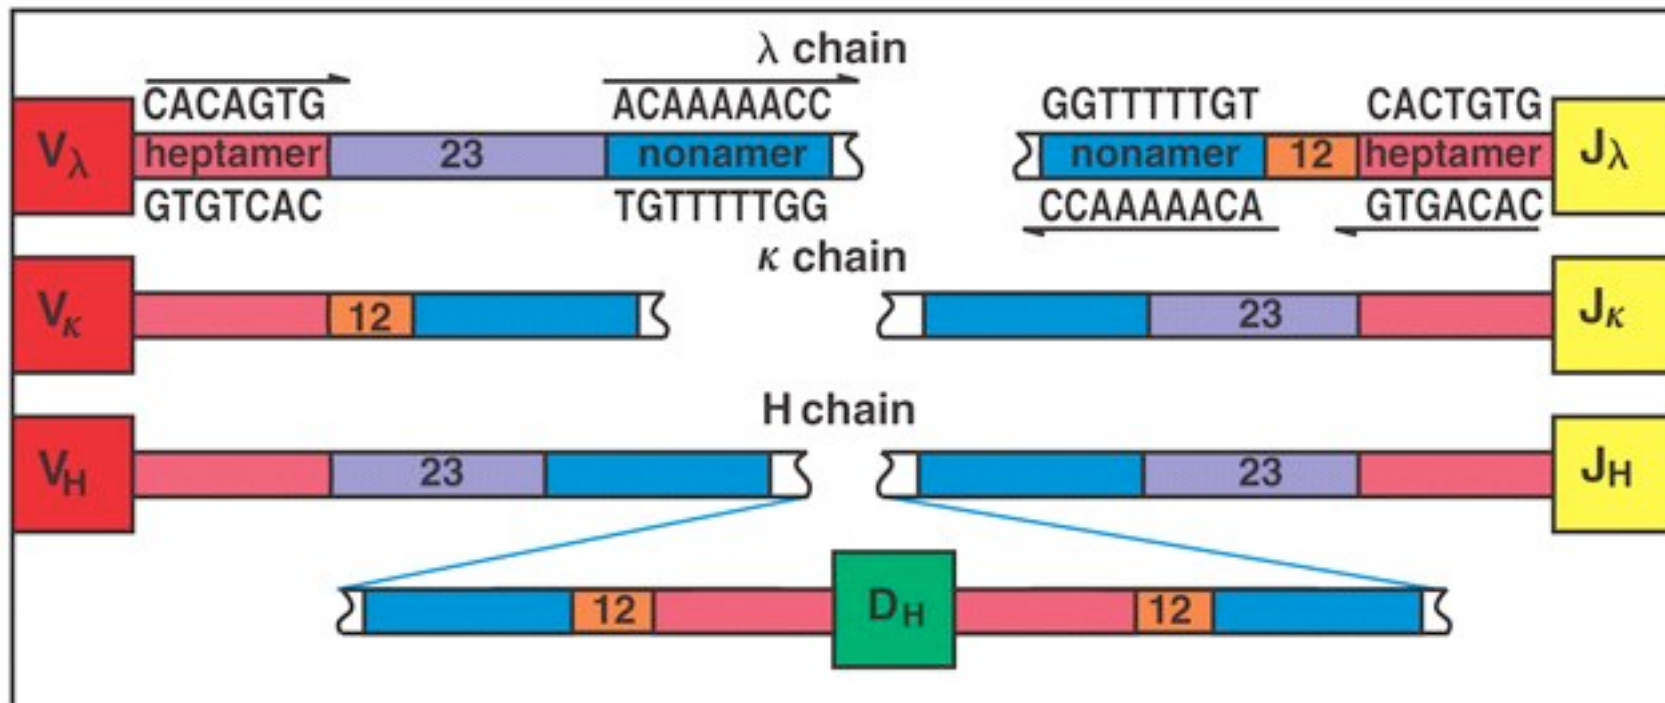 λ chain
CACAGTG ACAAAAACC GGTTTTTGT CACTGTG
Vλ heptamer 23 nonamer nonamer 12 heptamer Jλ
GTGTCAC TGTTTTTGG CCAAAAACA GTGACAC
κ chain
Vκ 12 23 Jκ
H chain
VH 23 23 JH
12 DH 12